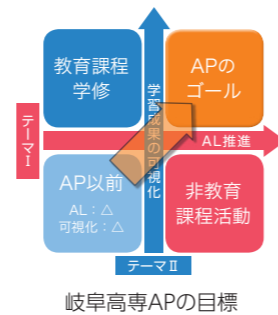 教育課程
学修
APの
ゴール
学習成果の可視化
テーマⅠ
AL推進
AP以前
AL：△
可視化：△
非教育
課程活動
テーマⅡ
岐阜高専APの目標